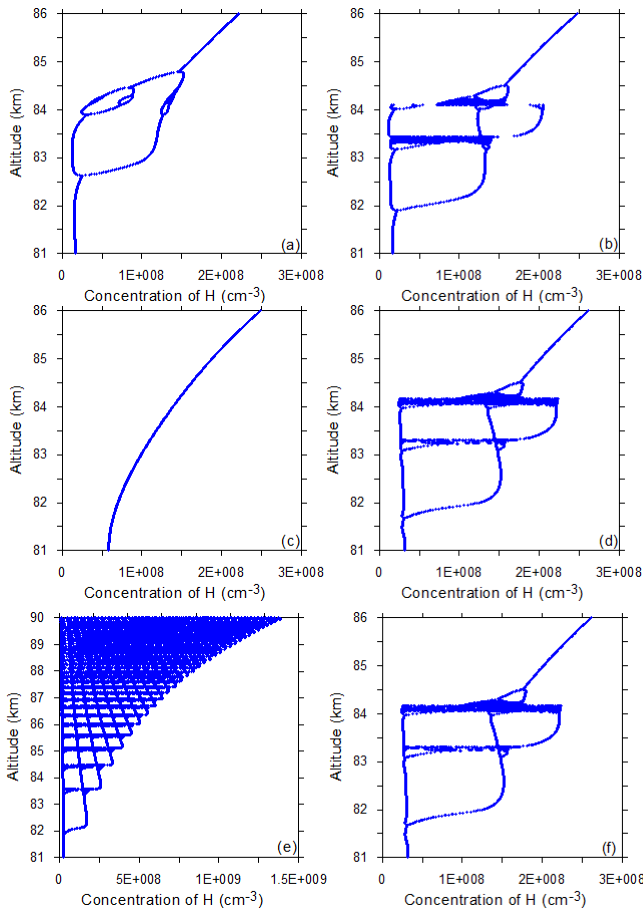 86
85
84
83
82
81
Altitude (km)
(a)
0
1E+008
2E+008
3E+008
Concentration of H (cm-3)
86
85
84
83
82
81
Altitude (km)
(b)
0
1E+008
2E+008
3E+008
Concentration of H (cm-3)
86
85
84
83
82
81
Altitude (km)
(c)
0
1E+008
2E+008
3E+008
Concentration of H (cm-3)
86
85
84
83
82
81
Altitude (km)
(d)
0
1E+008
2E+008
3E+008
Concentration of H (cm-3)
90
89
88
87
86
85
84
83
82
81
Altitude (km)
(e)
0
5E+008
1E+009
1.5E+009
Concentration of H (cm-3)
86
85
84
83
82
81
Altitude (km)
(f)
0
1E+008
2E+008
3E+008
Concentration of H (cm-3)